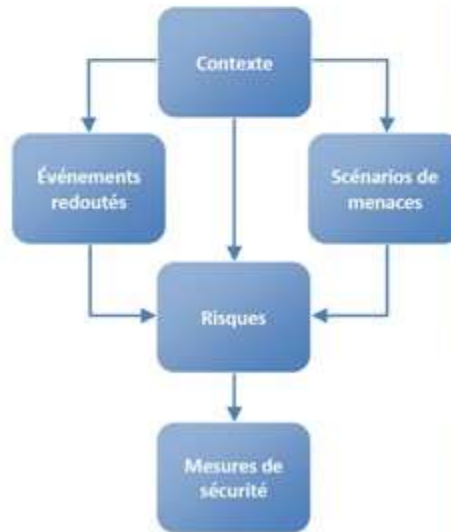 Contexte
Événements
redoutés
Scénarios de
menaces
Risques
Mesures de
sécurité